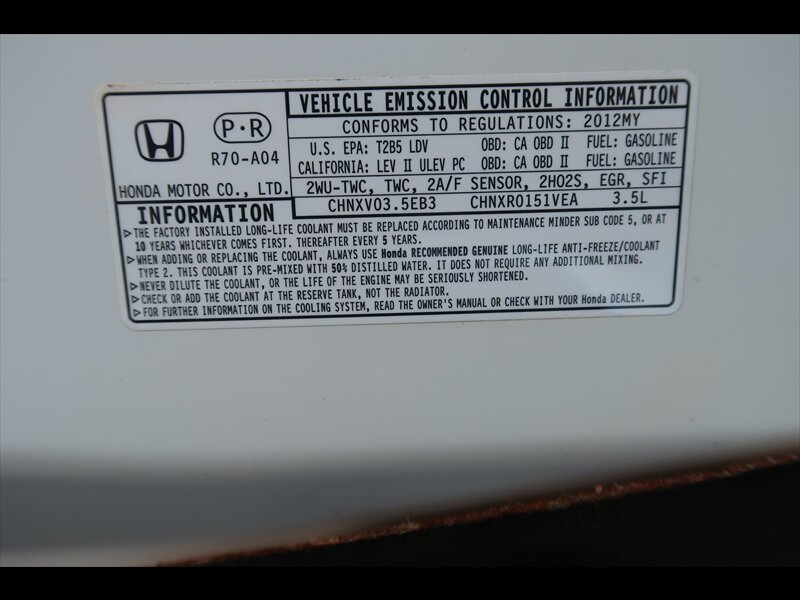 VEHICLE EMISSION CONTROL INFORMATION
P·R
R70-A04
HONDA MOTOR CO., LTD.
CONFORMS TO REGULATIONS: 2012MY
U.S. EPA: T2B5 LDV OBD: CA OBD II FUEL: GASOLINE
CALIFORNIA: LEV II ULEV PC OBD: CA OBD II FUEL: GASOLINE
2WU-TWC, TWC, 2A/F SENSOR, 2HO2S, EGR, SFI
CHNXV03.5EB3 CHNXR0151VEA 3.5L
INFORMATION
▷THE FACTORY INSTALLED LONG-LIFE COOLANT MUST BE REPLACED ACCORDING TO MAINTENANCE MINDER SUB CODE 5, OR AT
10 YEARS WHICHEVER COMES FIRST. THEREAFTER EVERY 5 YEARS.
▷WHEN ADDING OR REPLACING THE COOLANT, ALWAYS USE Honda RECOMMENDED GENUINE LONG-LIFE ANTI-FREEZE/COOLANT
TYPE 2. THIS COOLANT IS PRE-MIXED WITH 50% DISTILLED WATER. IT DOES NOT REQUIRE ANY ADDITIONAL MIXING.
▷NEVER DILUTE THE COOLANT, OR THE LIFE OF THE ENGINE MAY BE SERIOUSLY SHORTENED.
▷CHECK OR ADD THE COOLANT AT THE RESERVE TANK, NOT THE RADIATOR.
▷FOR FURTHER INFORMATION ON THE COOLING SYSTEM, READ THE OWNER'S MANUAL OR CHECK WITH YOUR Honda DEALER.